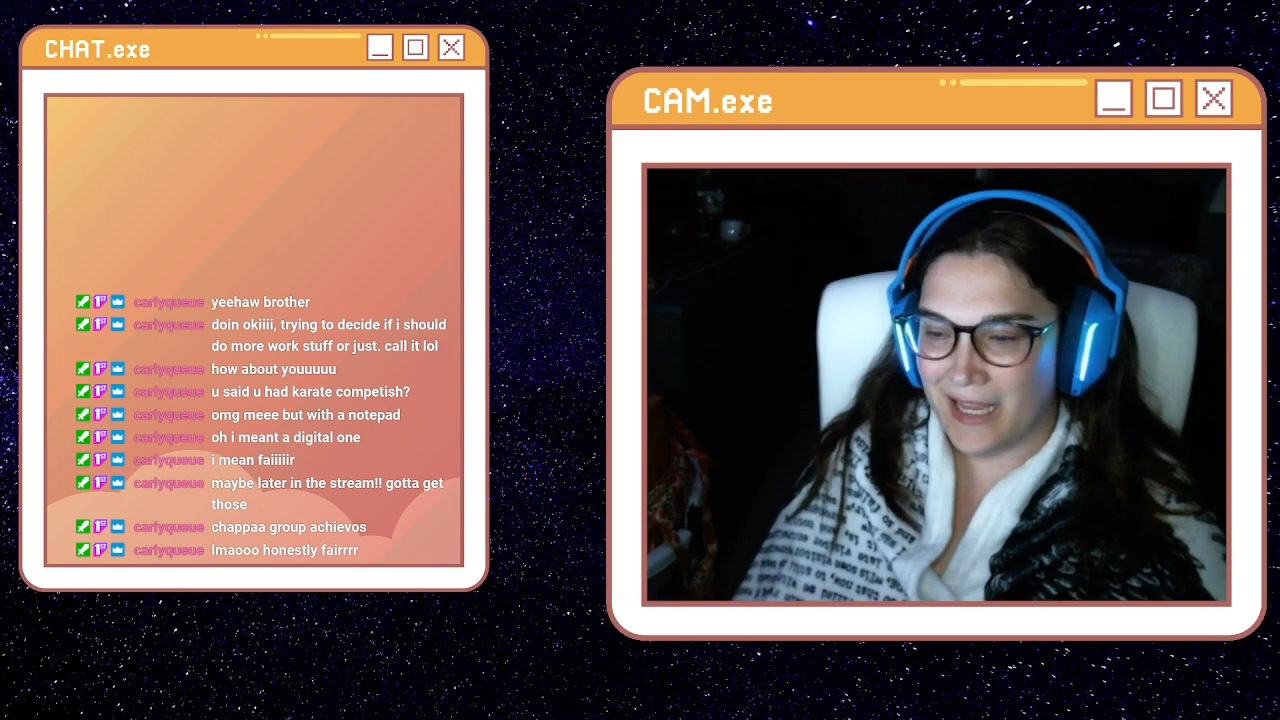 CHAT.exe
carlyqueue yeehaw brother
carlyqueue doin okiiii, trying to decide if i should
do more work stuff or just. call it lol
carlyqueue how about youuuuu
carlyqueue u said u had karate competish?
carlyqueue omg meee but with a notepad
carlyqueue oh i meant a digital one
carlyqueue i mean faiiiiir
carlyqueue maybe later in the stream!! gotta get
those
carlyqueue chappaa group achievos
carlyqueue lmaooo honestly fairrrr
CAM.exe